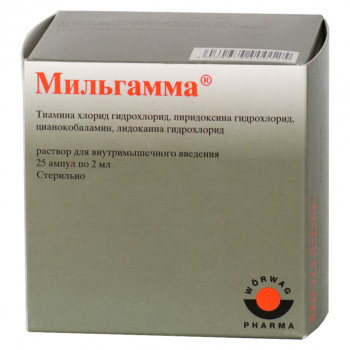 Мильгамма®
Тиамина хлорид гидрохлорид, пиридоксина гидрохлорид,
цианокобаламин, лидокаина гидрохлорид
раствор для внутримышечного введения
25 ампул по 2 мл
Стерильно
WÖRWAG
PHARMA